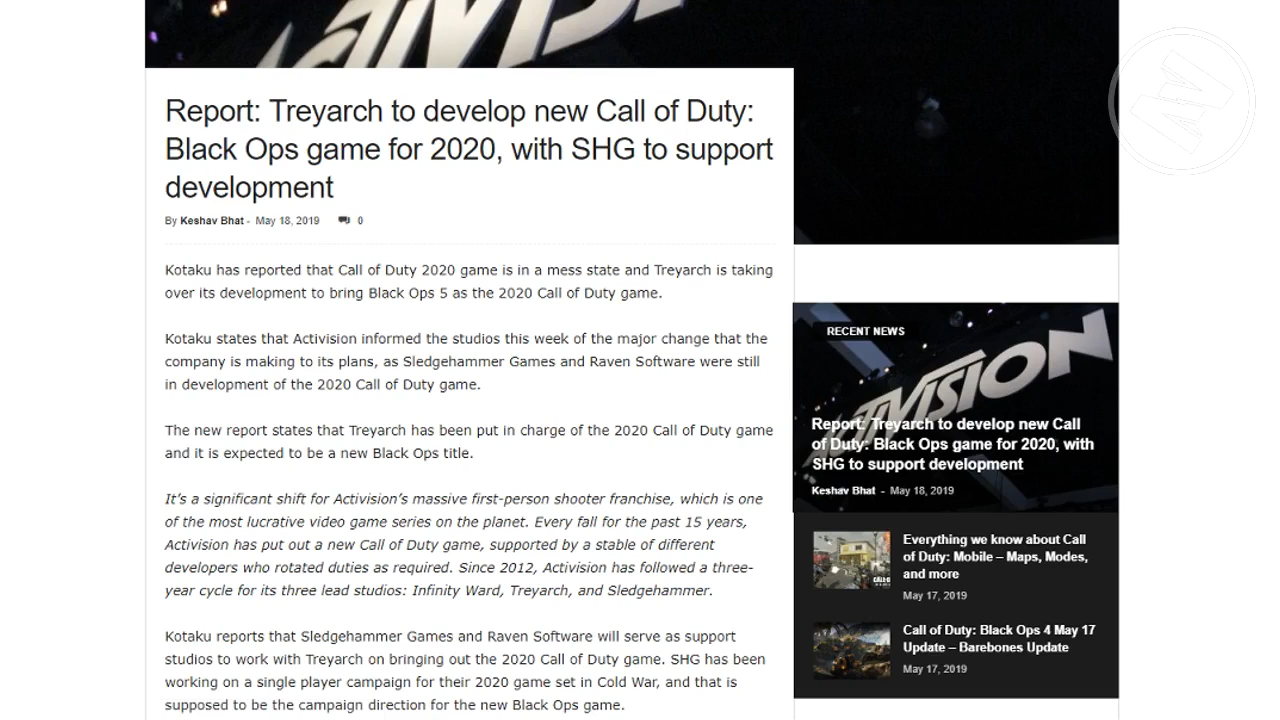 ACTIVISION
Report: Treyarch to develop new Call of Duty:
Black Ops game for 2020, with SHG to support
development
By Keshav Bhat - May 18, 2019 0
Kotaku has reported that Call of Duty 2020 game is in a mess state and Treyarch is taking
over its development to bring Black Ops 5 as the 2020 Call of Duty game.
Kotaku states that Activision informed the studios this week of the major change that the
company is making to its plans, as Sledgehammer Games and Raven Software were still
in development of the 2020 Call of Duty game.
The new report states that Treyarch has been put in charge of the 2020 Call of Duty game
and it is expected to be a new Black Ops title.
It's a significant shift for Activision's massive first-person shooter franchise, which is one
of the most lucrative video game series on the planet. Every fall for the past 15 years,
Activision has put out a new Call of Duty game, supported by a stable of different
developers who rotated duties as required. Since 2012, Activision has followed a three-
year cycle for its three lead studios: Infinity Ward, Treyarch, and Sledgehammer.
Kotaku reports that Sledgehammer Games and Raven Software will serve as support
studios to work with Treyarch on bringing out the 2020 Call of Duty game. SHG has been
working on a single player campaign for their 2020 game set in Cold War, and that is
supposed to be the campaign direction for the new Black Ops game.
RECENT NEWS
ACTIVISION
Report: Treyarch to develop new Call
of Duty: Black Ops game for 2020, with
SHG to support development
Keshav Bhat - May 18, 2019
Everything we know about Call
of Duty: Mobile – Maps, Modes,
and more
May 17, 2019
Call of Duty: Black Ops 4 May 17
Update – Barebones Update
May 17, 2019